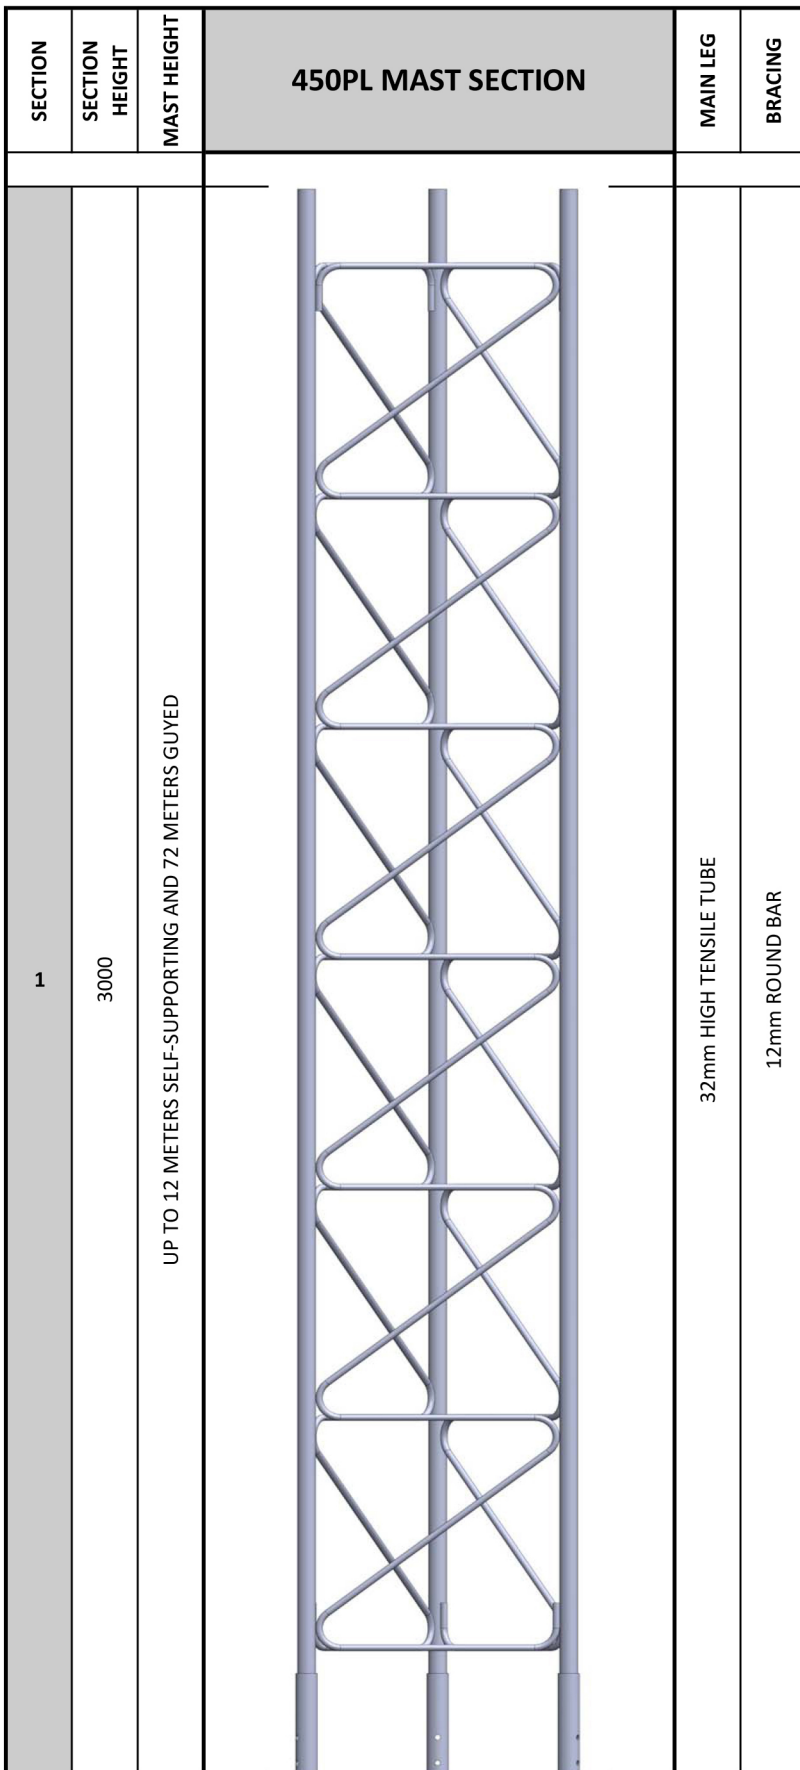 SECTION
SECTION
HEIGHT
MAST HEIGHT
450PL MAST SECTION
MAIN LEG
BRACING
1
3000
UP TO 12 METERS SELF-SUPPORTING AND 72 METERS GUYED
32mm HIGH TENSILE TUBE
12mm ROUND BAR